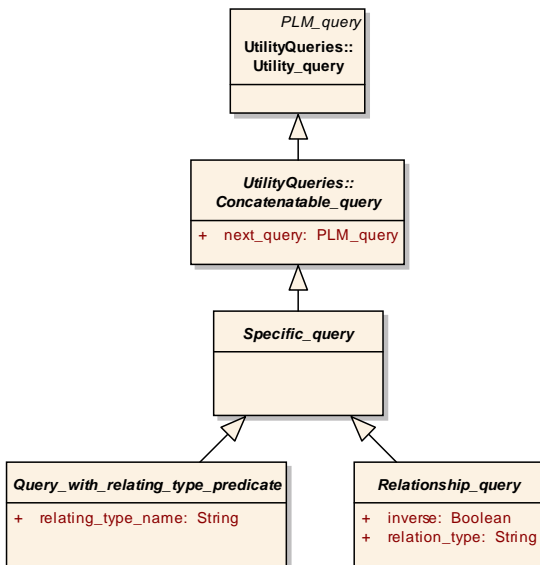 PLM_query
UtilityQueries::
Utility_query
UtilityQueries::
Concatenatable_query
+ next_query: PLM_query
Specific_query
Query_with_relating_type_predicate
+ relating_type_name: String
Relationship_query
+ inverse: Boolean
+ relation_type: String